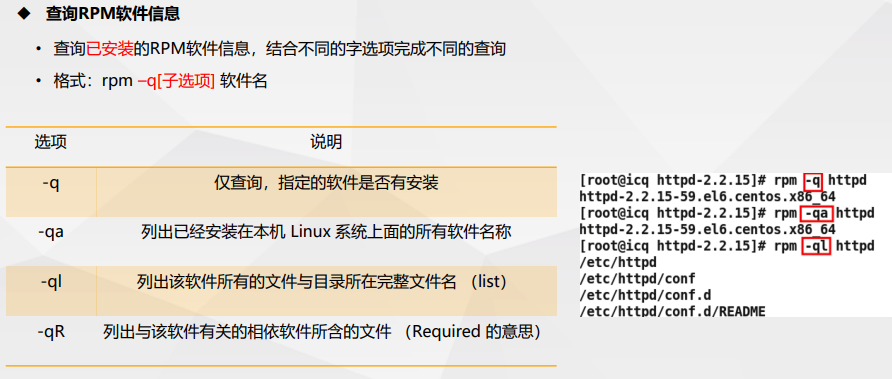 ◆ 查询RPM软件信息
• 查询已安装的RPM软件信息，结合不同的字选项完成不同的查询
• 格式：rpm –q[子选项] 软件名
选项 说明
-q 仅查询，指定的软件是否有安装
-qa 列出已经安装在本机 Linux 系统上面的所有软件名称
-ql 列出该软件所有的文件与目录所在完整文件名 （list）
-qR 列出与该软件有关的相依软件所含的文件 （Required 的意思）
[root@icq httpd-2.2.15]# rpm -q httpd
httpd-2.2.15-59.el6.centos.x86_64
[root@icq httpd-2.2.15]# rpm -qa httpd
httpd-2.2.15-59.el6.centos.x86_64
[root@icq httpd-2.2.15]# rpm -ql httpd
/etc/httpd
/etc/httpd/conf
/etc/httpd/conf.d
/etc/httpd/conf.d/README